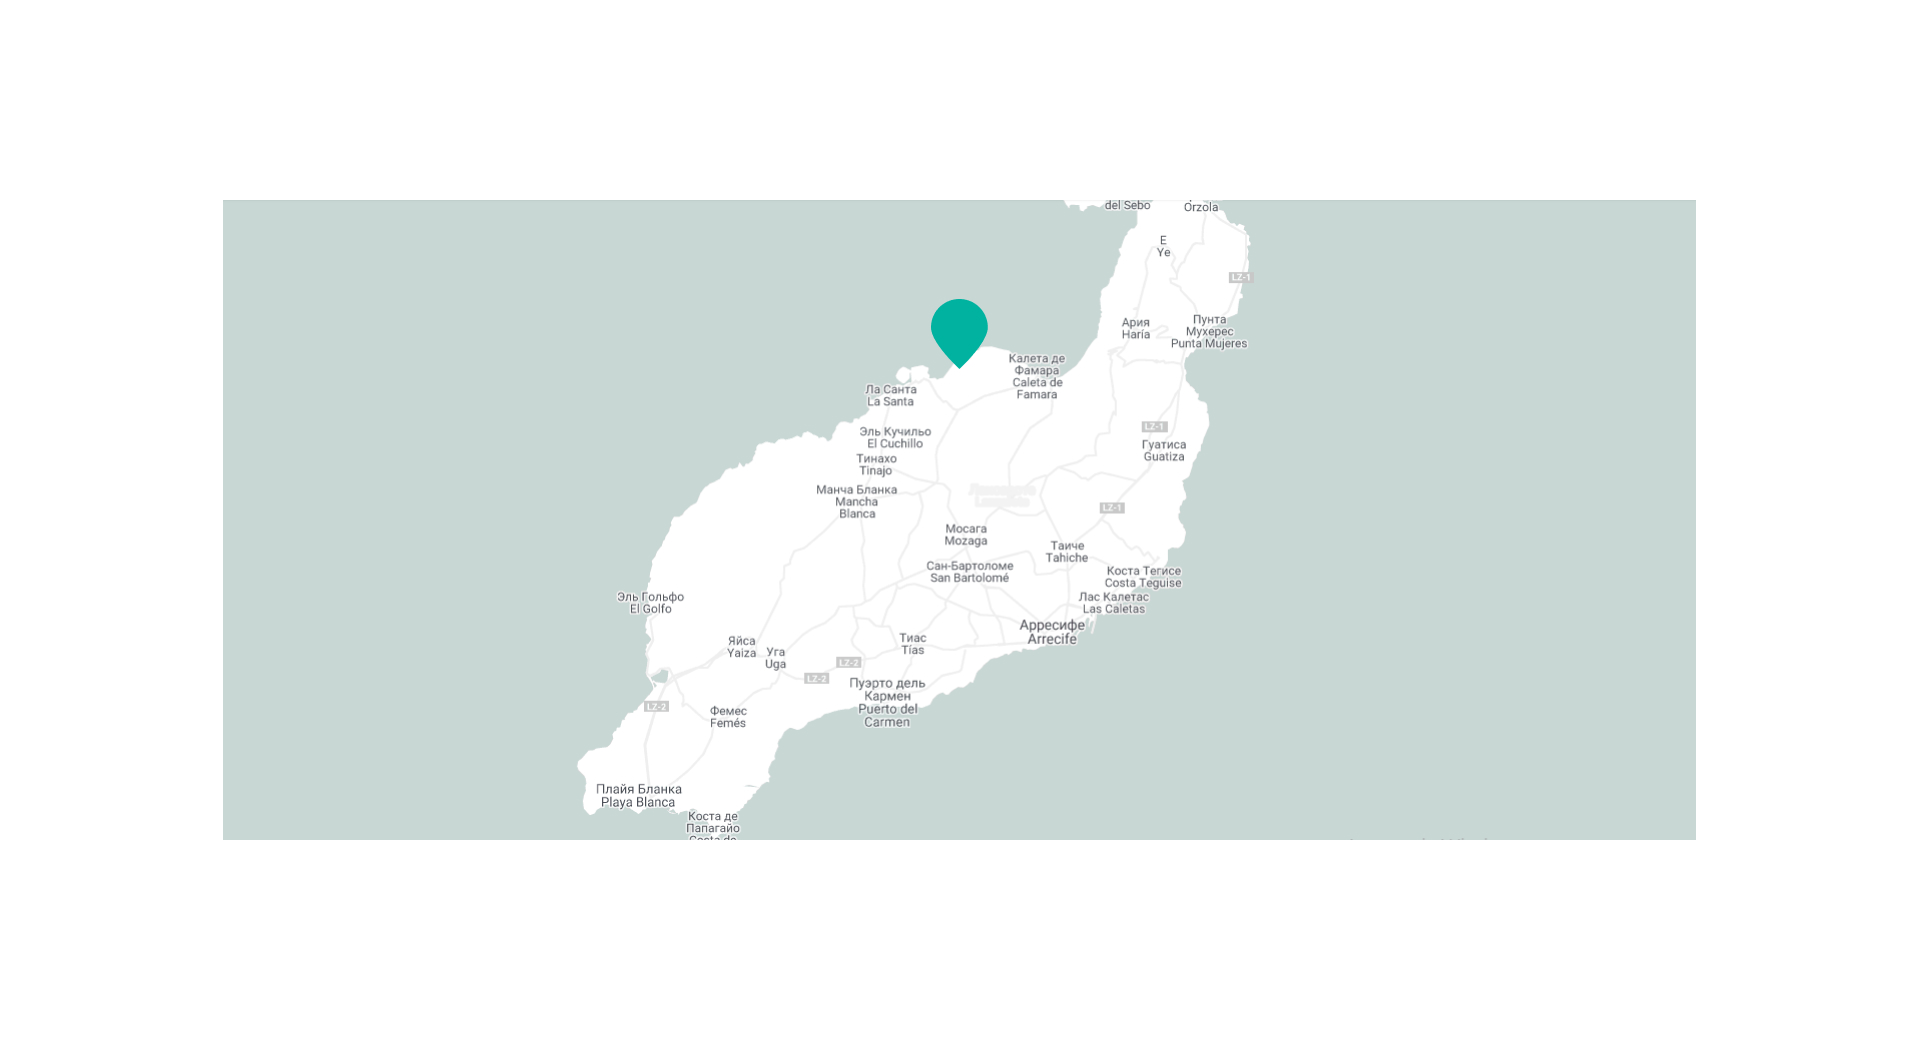 del Sebo
Orzola
Е
Ye
LZ-1
Ария
Haría
Пунта
Мухерес
Punta Mujeres
Калета де
Фамара
Caleta de
Famara
Ла Санта
La Santa
LZ-1
Эль Кучильо
El Cuchillo
Гуатиса
Guatiza
Тинахо
Tinajo
Манча Бланка
Mancha
Blanca
LZ-1
Мосага
Mozaga
Таиче
Tahiche
Сан-Бартоломе
San Bartolomé
Коста Тегисе
Costa Teguise
Эль Гольфо
El Golfo
Лас Калетас
Las Caletas
Арресифе
Arrecife
Яйса
Yaiza
Уга
Uga
Тиас
Tías
LZ-2
LZ-2
Пуэрто дель
Кармен
Puerto del
Carmen
LZ-2
Фемес
Femés
Плайя Бланка
Playa Blanca
Коста де
Папагайо
Costa de